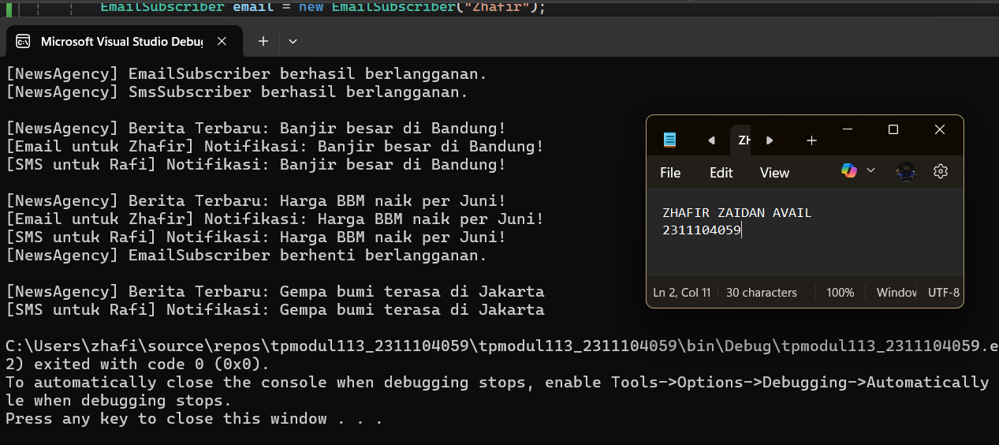 EmailSubscriber email = new EmailSubscriber("Zhafir");
Microsoft Visual Studio Debug
[NewsAgency] EmailSubscriber berhasil berlangganan.
[NewsAgency] SmsSubscriber berhasil berlangganan.
[NewsAgency] Berita Terbaru: Banjir besar di Bandung!
[Email untuk Zhafir] Notifikasi: Banjir besar di Bandung!
[SMS untuk Rafi] Notifikasi: Banjir besar di Bandung!
[NewsAgency] Berita Terbaru: Harga BBM naik per Juni!
[Email untuk Zhafir] Notifikasi: Harga BBM naik per Juni!
[SMS untuk Rafi] Notifikasi: Harga BBM naik per Juni!
[NewsAgency] EmailSubscriber berhenti berlangganan.
[NewsAgency] Berita Terbaru: Gempa bumi terasa di Jakarta
[SMS untuk Rafi] Notifikasi: Gempa bumi terasa di Jakarta
C:\Users\zhafi\source\repos\tpmodul113_2311104059\tpmodul113_2311104059\bin\Debug\tpmodul113_2311104059.e
2) exited with code 0 (0x0).
To automatically close the console when debugging stops, enable Tools->Options->Debugging->Automatically
le when debugging stops.
Press any key to close this window . . .
ZH
File Edit View
ZHAFIR ZAIDAN AVAIL
2311104059
Ln 2, Col 11 30 characters 100% Window UTF-8